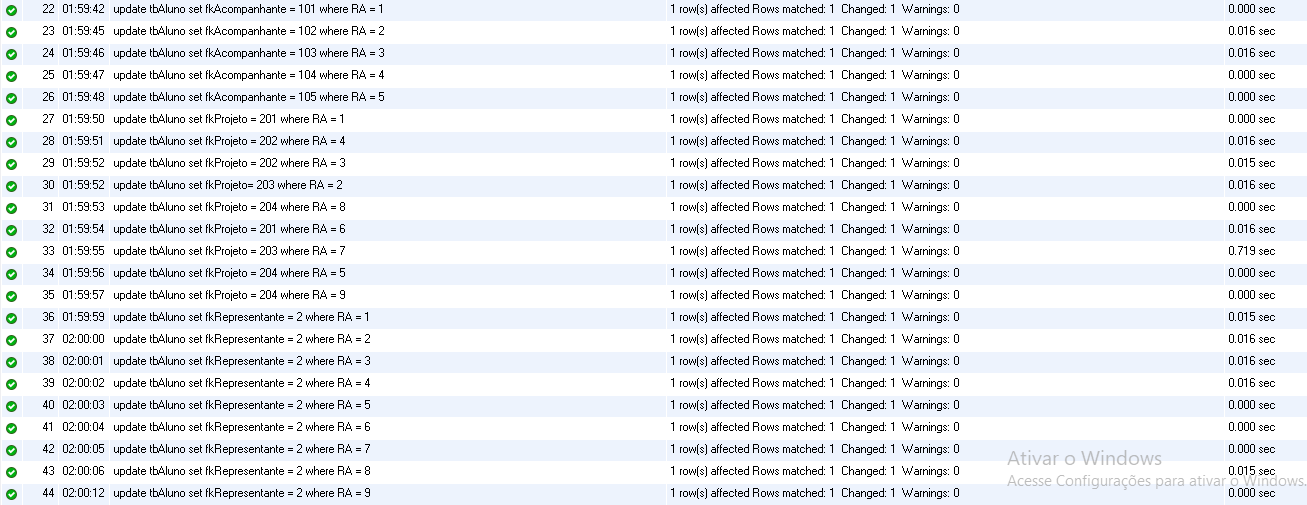 22 01:59:42 update tbAluno set fkAcompanhante = 101 where RA = 1 1 row(s) affected Rows matched: 1 Changed: 1 Warnings: 0 0.000 sec
23 01:59:45 update tbAluno set fkAcompanhante = 102 where RA = 2 1 row(s) affected Rows matched: 1 Changed: 1 Warnings: 0 0.016 sec
24 01:59:46 update tbAluno set fkAcompanhante = 103 where RA = 3 1 row(s) affected Rows matched: 1 Changed: 1 Warnings: 0 0.016 sec
25 01:59:47 update tbAluno set fkAcompanhante = 104 where RA = 4 1 row(s) affected Rows matched: 1 Changed: 1 Warnings: 0 0.000 sec
26 01:59:48 update tbAluno set fkAcompanhante = 105 where RA = 5 1 row(s) affected Rows matched: 1 Changed: 1 Warnings: 0 0.000 sec
27 01:59:50 update tbAluno set fkProjeto = 201 where RA = 1 1 row(s) affected Rows matched: 1 Changed: 1 Warnings: 0 0.000 sec
28 01:59:51 update tbAluno set fkProjeto = 202 where RA = 4 1 row(s) affected Rows matched: 1 Changed: 1 Warnings: 0 0.016 sec
29 01:59:52 update tbAluno set fkProjeto = 202 where RA = 3 1 row(s) affected Rows matched: 1 Changed: 1 Warnings: 0 0.015 sec
30 01:59:52 update tbAluno set fkProjeto= 203 where RA = 2 1 row(s) affected Rows matched: 1 Changed: 1 Warnings: 0 0.016 sec
31 01:59:53 update tbAluno set fkProjeto = 204 where RA = 8 1 row(s) affected Rows matched: 1 Changed: 1 Warnings: 0 0.000 sec
32 01:59:54 update tbAluno set fkProjeto = 201 where RA = 6 1 row(s) affected Rows matched: 1 Changed: 1 Warnings: 0 0.016 sec
33 01:59:55 update tbAluno set fkProjeto = 203 where RA = 7 1 row(s) affected Rows matched: 1 Changed: 1 Warnings: 0 0.719 sec
34 01:59:56 update tbAluno set fkProjeto = 204 where RA = 5 1 row(s) affected Rows matched: 1 Changed: 1 Warnings: 0 0.000 sec
35 01:59:57 update tbAluno set fkProjeto = 204 where RA = 9 1 row(s) affected Rows matched: 1 Changed: 1 Warnings: 0 0.000 sec
36 01:59:59 update tbAluno set fkRepresentante = 2 where RA = 1 1 row(s) affected Rows matched: 1 Changed: 1 Warnings: 0 0.015 sec
37 02:00:00 update tbAluno set fkRepresentante = 2 where RA = 2 1 row(s) affected Rows matched: 1 Changed: 1 Warnings: 0 0.016 sec
38 02:00:01 update tbAluno set fkRepresentante = 2 where RA = 3 1 row(s) affected Rows matched: 1 Changed: 1 Warnings: 0 0.016 sec
39 02:00:02 update tbAluno set fkRepresentante = 2 where RA = 4 1 row(s) affected Rows matched: 1 Changed: 1 Warnings: 0 0.016 sec
40 02:00:03 update tbAluno set fkRepresentante = 2 where RA = 5 1 row(s) affected Rows matched: 1 Changed: 1 Warnings: 0 0.000 sec
41 02:00:04 update tbAluno set fkRepresentante = 2 where RA = 6 1 row(s) affected Rows matched: 1 Changed: 1 Warnings: 0 0.000 sec
42 02:00:05 update tbAluno set fkRepresentante = 2 where RA = 7 1 row(s) affected Rows matched: 1 Changed: 1 Warnings: 0 0.000 sec
Ativar o Windows
43 02:00:06 update tbAluno set fkRepresentante = 2 where RA = 8 1 row(s) affected Rows matched: 1 Changed: 1 Warnings: 0 0.015 sec
Acesse Configurações para ativar o Windows.
44 02:00:12 update tbAluno set fkRepresentante = 2 where RA = 9 1 row(s) affected Rows matched: 1 Changed: 1 Warnings: 0 0.000 sec